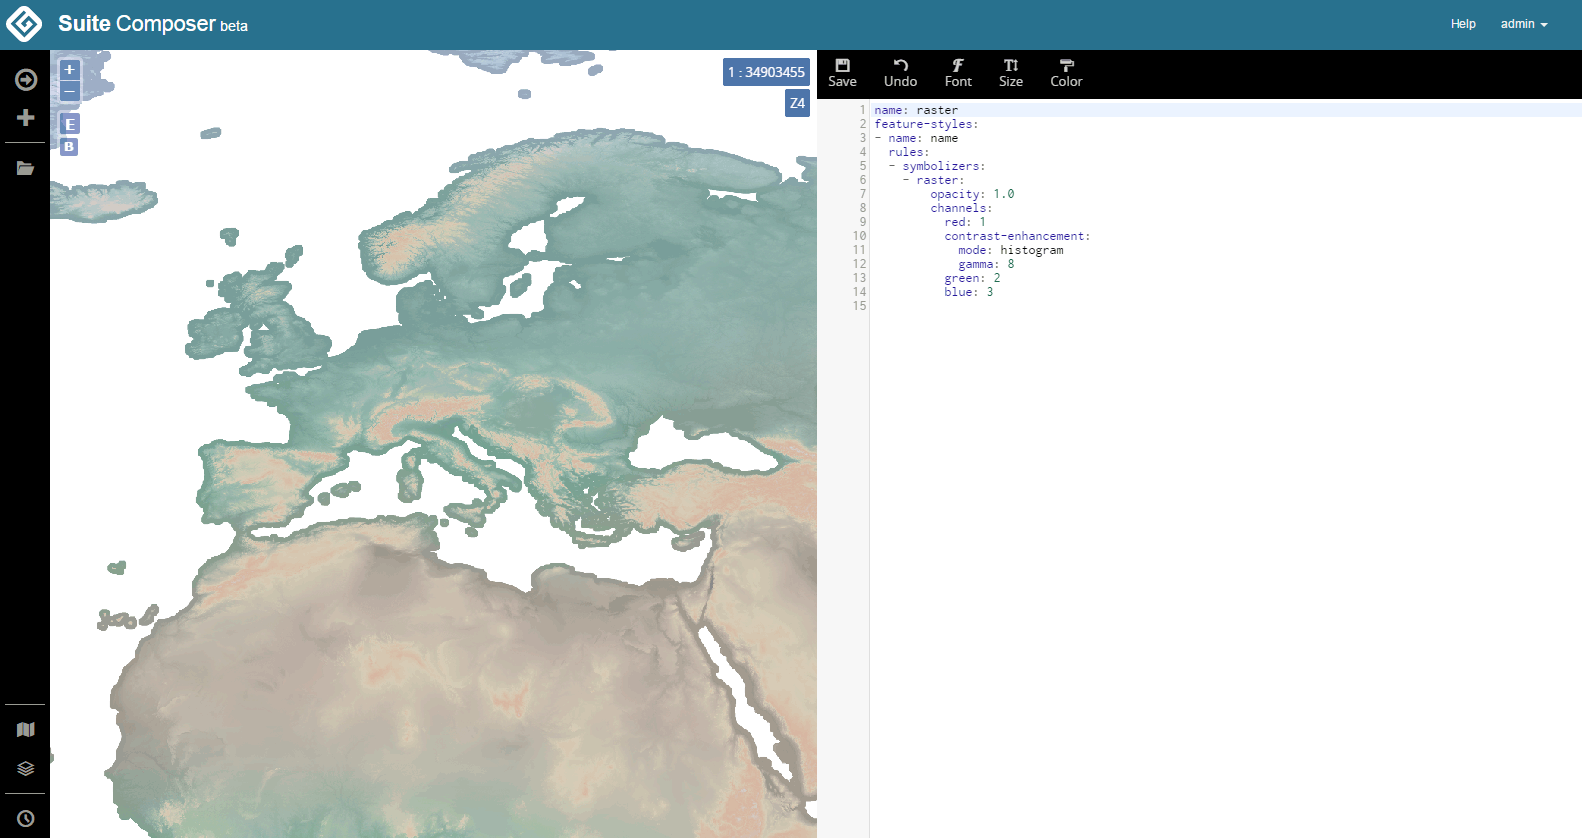 Suite Composer beta
Help
admin
+
−
E
B
1 : 34903455
Z4
Save
Undo
Font
Size
Color
1 name: raster
2 feature-styles:
3 - name: name
4   rules:
5   - symbolizers:
6     - raster:
7         opacity: 1.0
8         channels:
9           red: 1
10           contrast-enhancement:
11             mode: histogram
12             gamma: 8
13           green: 2
14           blue: 3
15